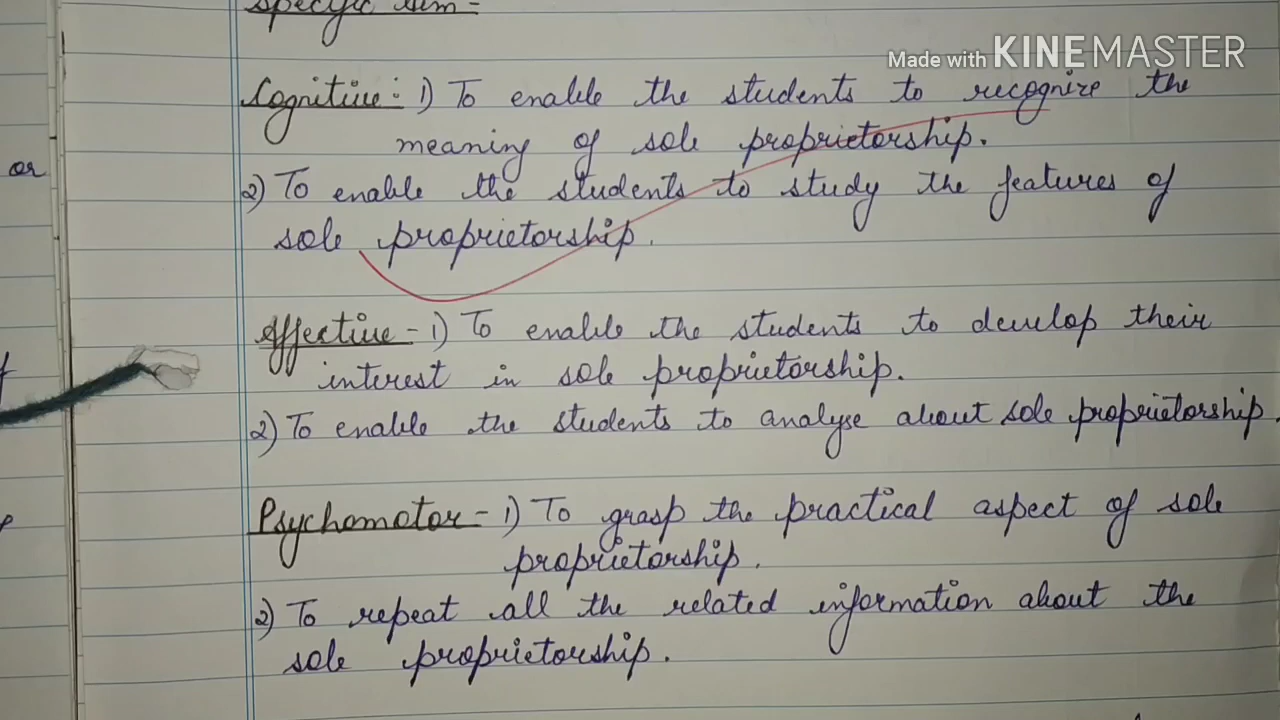 Specific Aim -
Made with KINEMASTER
Cognitive:- 1) To enable the students to recognize the
meaning of sole proprietorship.
or
2) To enable the students to study the features of
sole proprietorship.
Affective - 1) To enable the students to develop their
interest in sole proprietorship.
2) To enable the students to analyse about sole proprietorship.
Psychomotor - 1) To grasp the practical aspect of sole
proprietorship.
2) To repeat all the related information about the
sole proprietorship.